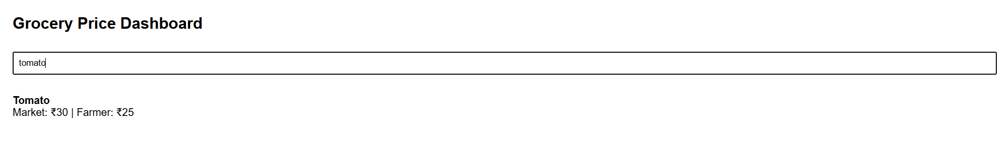 Grocery Price Dashboard
tomato
Tomato
Market: ₹30 | Farmer: ₹25